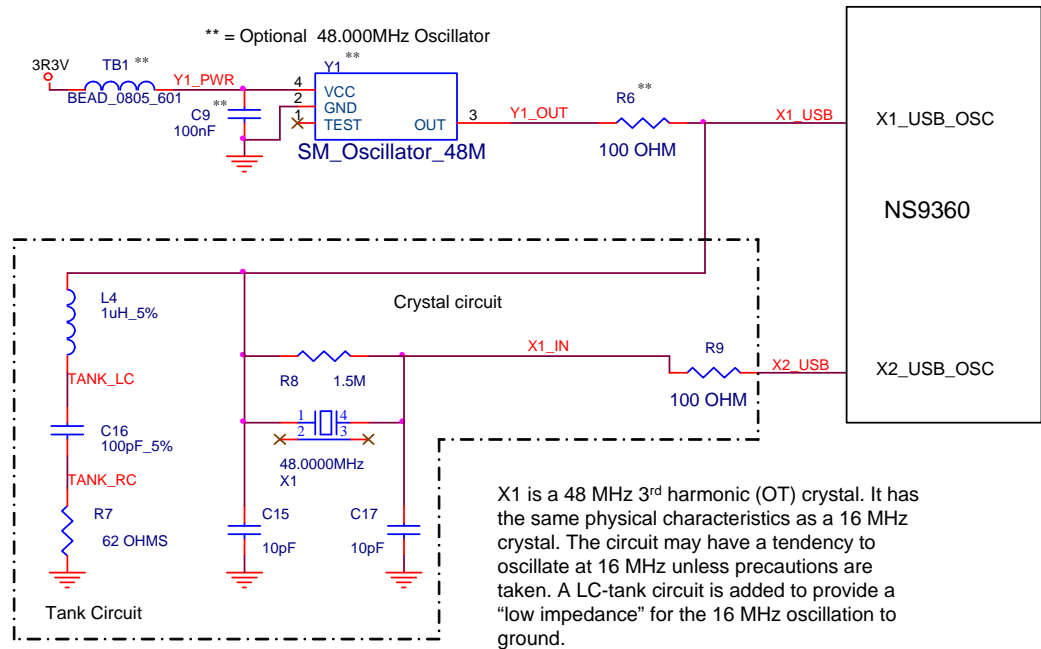 ** = Optional 48.000MHz Oscillator
3R3V
TB1 **
Y1_PWR
BEAD_0805_601
C9 **
100nF
Y1 **
4 VCC
2 GND
1 TEST
OUT 3
SM_Oscillator_48M
Y1_OUT
R6 **
100 OHM
X1_USB
X1_USB_OSC
NS9360
L4
1uH_5%
Crystal circuit
TANK_LC
R8 1.5M
X1_IN
R9
X2_USB
X2_USB_OSC
100 OHM
C16
100pF_5%
1 4
2 3
48.0000MHz
X1
TANK_RC
R7
62 OHMS
C15
10pF
C17
10pF
Tank Circuit
X1 is a 48 MHz 3rd harmonic (OT) crystal. It has
the same physical characteristics as a 16 MHz
crystal. The circuit may have a tendency to
oscillate at 16 MHz unless precautions are
taken. A LC-tank circuit is added to provide a
“low impedance” for the 16 MHz oscillation to
ground.